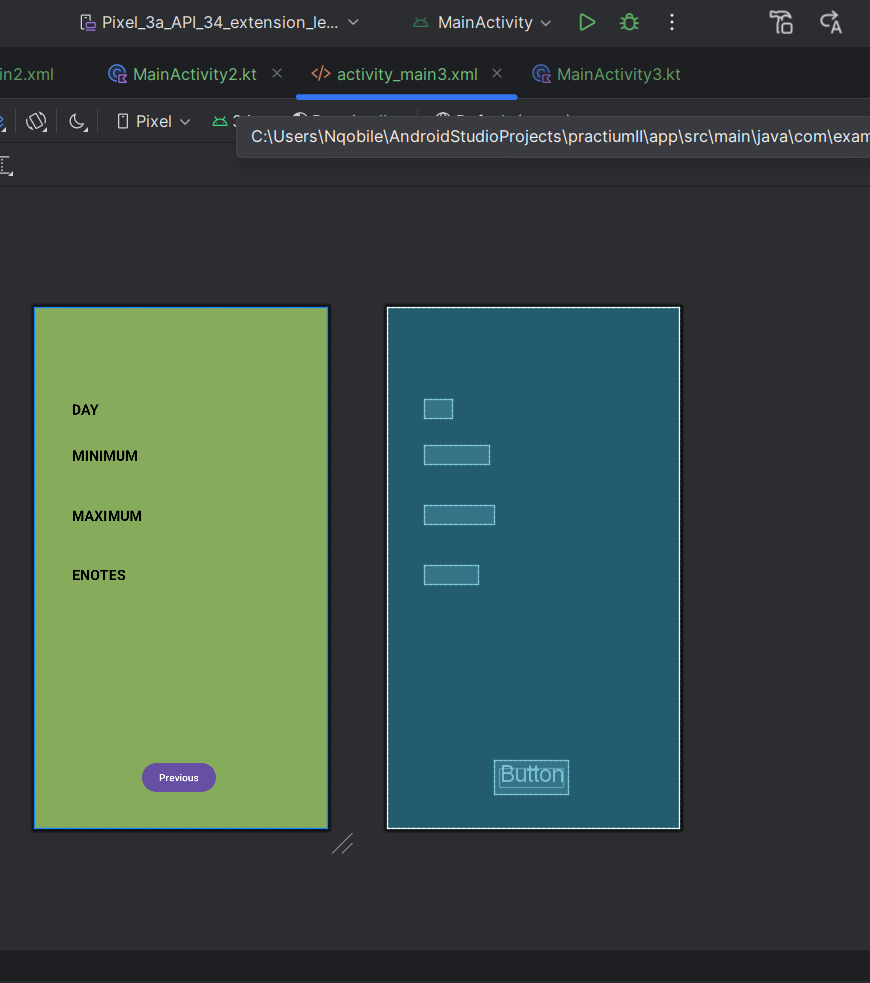 Pixel_3a_API_34_extension_le... MainActivity
in2.xml MainActivity2.kt activity_main3.xml MainActivity3.kt
Pixel
C:\Users\Nqobile\AndroidStudioProjects\practiumII\app\src\main\java\com\exam
DAY
MINIMUM
MAXIMUM
ENOTES
Previous
Button